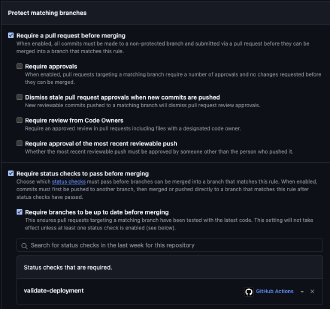 Protect matching branches
Require a pull request before merging
When enabled, all commits must be made to a non-protected branch and submitted via a pull request before they can be
merged into a branch that matches this rule.
Require approvals
When enabled, pull requests targeting a matching branch require a number of approvals and no changes requested before
they can be merged.
Dismiss stale pull request approvals when new commits are pushed
New reviewable commits pushed to a matching branch will dismiss pull request review approvals.
Require review from Code Owners
Require an approved review in pull requests including files with a designated code owner.
Require approval of the most recent reviewable push
Whether the most recent reviewable push must be approved by someone other than the person who pushed it.
Require status checks to pass before merging
Choose which status checks must pass before branches can be merged into a branch that matches this rule. When enabled,
commits must first be pushed to another branch, then merged or pushed directly to a branch that matches this rule after
status checks have passed.
Require branches to be up to date before merging
This ensures pull requests targeting a matching branch have been tested with the latest code. This setting will not
take effect unless at least one status check is enabled (see below).
Search for status checks in the last week for this repository
Status checks that are required.
validate-deployment GitHub Actions